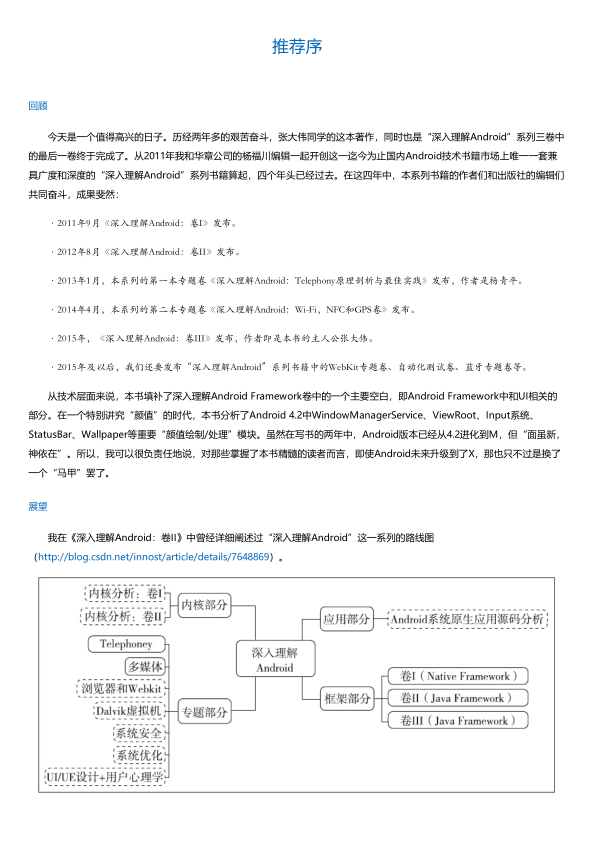 推荐序
回顾
今天是一个值得高兴的日子。历经两年多的艰苦奋斗，张大伟同学的这本著作，同时也是“深入理解Android”系列三卷中
的最后一卷终于完成了。从2011年我和华章公司的杨福川编辑一起开创这一迄今为止国内Android技术书籍市场上唯一一套兼
具广度和深度的“深入理解Android”系列书籍算起，四个年头已经过去。在这四年中，本系列书籍的作者们和出版社的编辑们
共同奋斗，成果斐然：
· 2011年9月《深入理解Android：卷I》发布。
· 2012年8月《深入理解Android：卷II》发布。
· 2013年1月，本系列的第一本专题卷《深入理解Android：Telephony原理剖析与最佳实践》发布，作者是杨青平。
· 2014年4月，本系列的第二本专题卷《深入理解Android：Wi-Fi，NFC和GPS卷》发布。
· 2015年，《深入理解Android：卷III》发布，作者即是本书的主人公张大伟。
· 2015年及以后，我们还要发布“深入理解Android”系列书籍中的WebKit专题卷、自动化测试卷、蓝牙专题卷等。
从技术层面来说，本书填补了深入理解Android Framework卷中的一个主要空白，即Android Framework中和UI相关的
部分。在一个特别讲究“颜值”的时代，本书分析了Android 4.2中WindowManagerService、ViewRoot、Input系统、
StatusBar、Wallpaper等重要“颜值绘制/处理”模块。虽然在写书的两年中，Android版本已经从4.2进化到M，但“面虽新，
神依在”。所以，我可以很负责任地说，对那些掌握了本书精髓的读者而言，即使Android未来升级到了X，那也只不过是换了
一个“马甲”罢了。
展望
我在《深入理解Android：卷II》中曾经详细阐述过“深入理解Android”这一系列的路线图
（http://blog.csdn.net/innost/article/details/7648869）。
内核分析：卷I
内核分析：卷II
内核部分
Telephoney
多媒体
浏览器和Webkit
Dalvik虚拟机
系统安全
系统优化
UI/UE设计+用户心理学
专题部分
深入理解
Android
应用部分
Android系统原生应用源码分析
框架部分
卷I（Native Framework）
卷II（Java Framework）
卷III（Java Framework）